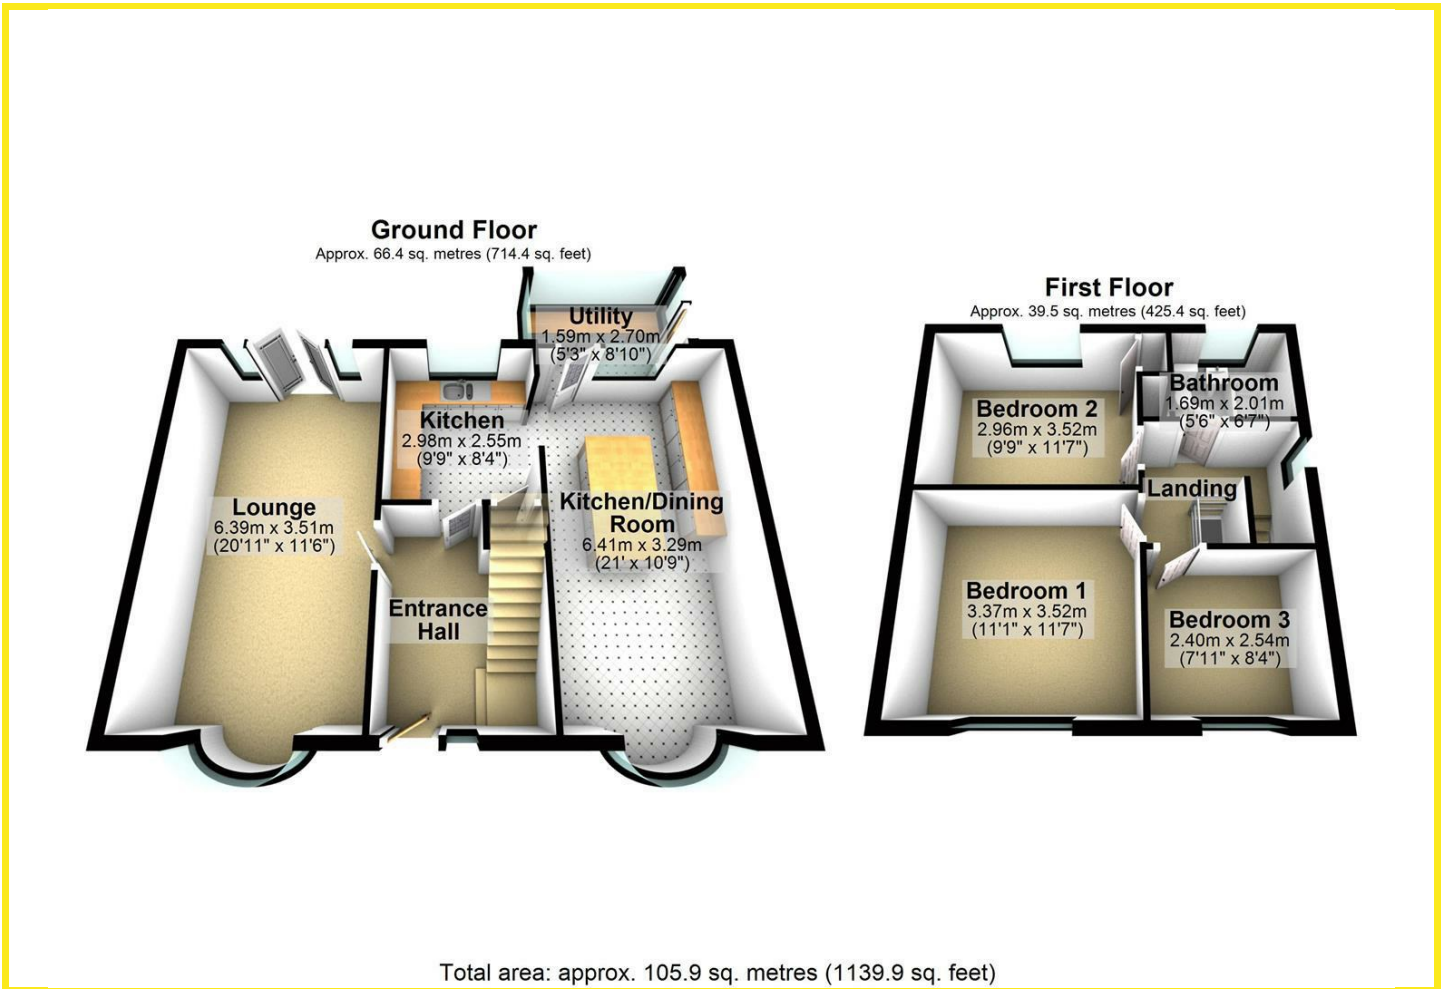 Ground Floor
Approx. 66.4 sq. metres (714.4 sq. feet)
Utility
1.59m x 2.70m
(5'3" x 8'10")
Kitchen
2.98m x 2.55m
(9'9" x 8'4")
Lounge
6.39m x 3.51m
(20'11" x 11'6")
Kitchen/Dining
Room
6.41m x 3.29m
(21' x 10'9")
Entrance
Hall
First Floor
Approx. 39.5 sq. metres (425.4 sq. feet)
Bedroom 2
2.96m x 3.52m
(9'9" x 11'7")
Bathroom
1.69m x 2.01m
(5'6" x 6'7")
Landing
Bedroom 1
3.37m x 3.52m
(11'1" x 11'7")
Bedroom 3
2.40m x 2.54m
(7'11" x 8'4")
Total area: approx. 105.9 sq. metres (1139.9 sq. feet)